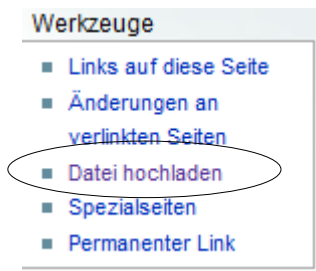 Werkzeuge
Links auf diese Seite
Änderungen an
verlinkten Seiten
Datei hochladen
Spezialseiten
Permanenter Link